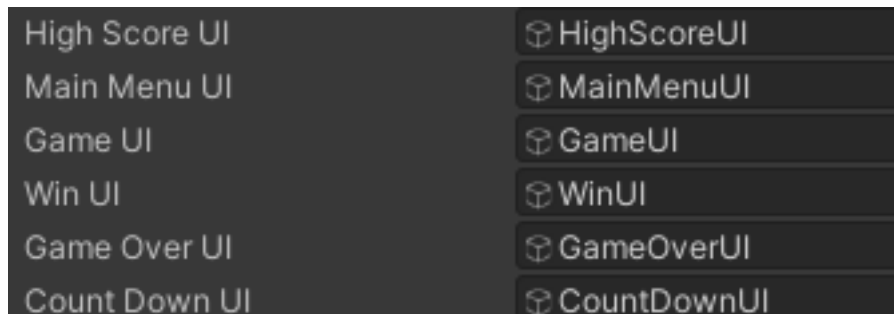 High Score UI HighScoreUI
Main Menu UI MainMenuUI
Game UI GameUI
Win UI WinUI
Game Over UI GameOverUI
Count Down UI CountDownUI